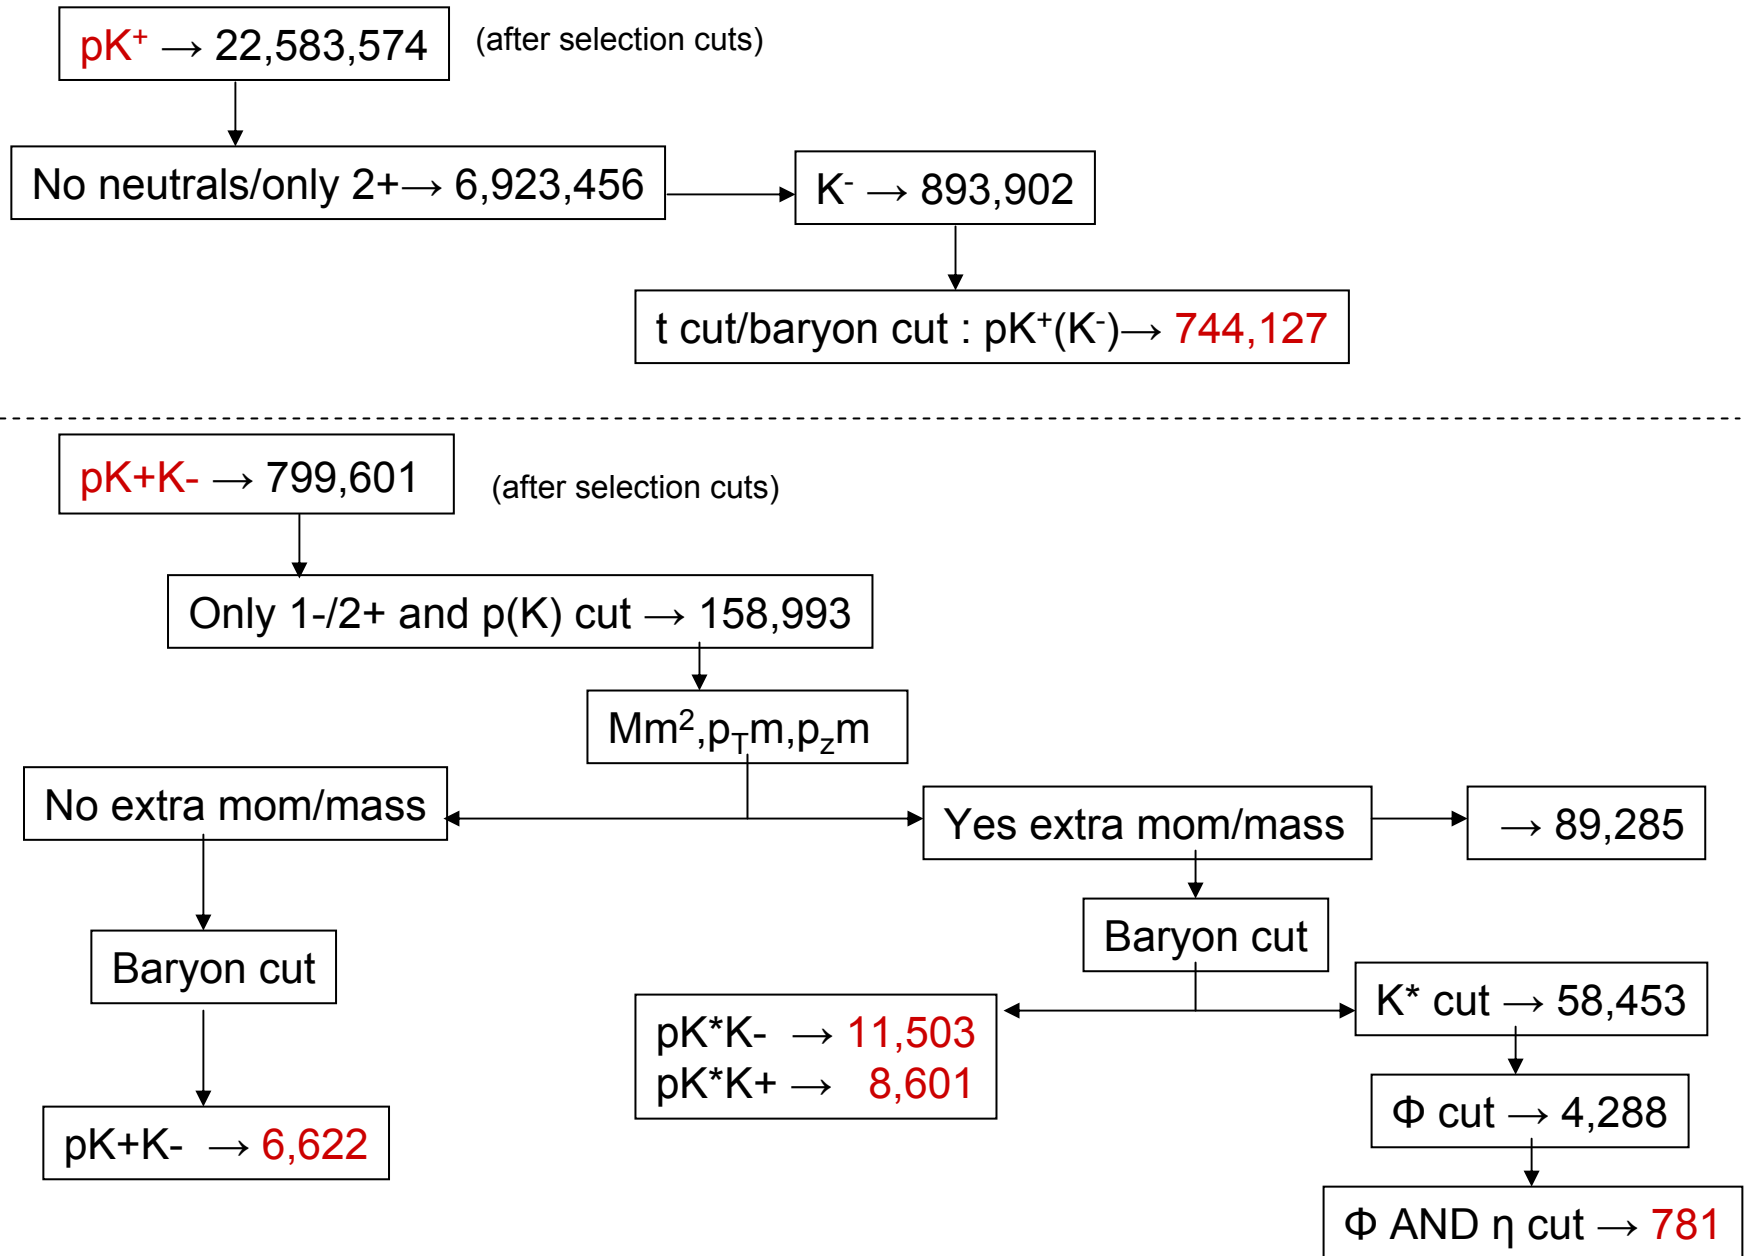 pK⁺ → 22,583,574 (after selection cuts)
No neutrals/only 2+→ 6,923,456
K⁻ → 893,902
t cut/baryon cut : pK⁺(K⁻)→ 744,127
pK+K- → 799,601 (after selection cuts)
Only 1-/2+ and p(K) cut → 158,993
Mm²,p_Tm,p_zm
No extra mom/mass
Yes extra mom/mass
→ 89,285
Baryon cut
Baryon cut
pK+K- → 6,622
pK*K- → 11,503
pK*K+ → 8,601
K* cut → 58,453
Φ cut → 4,288
Φ AND η cut → 781